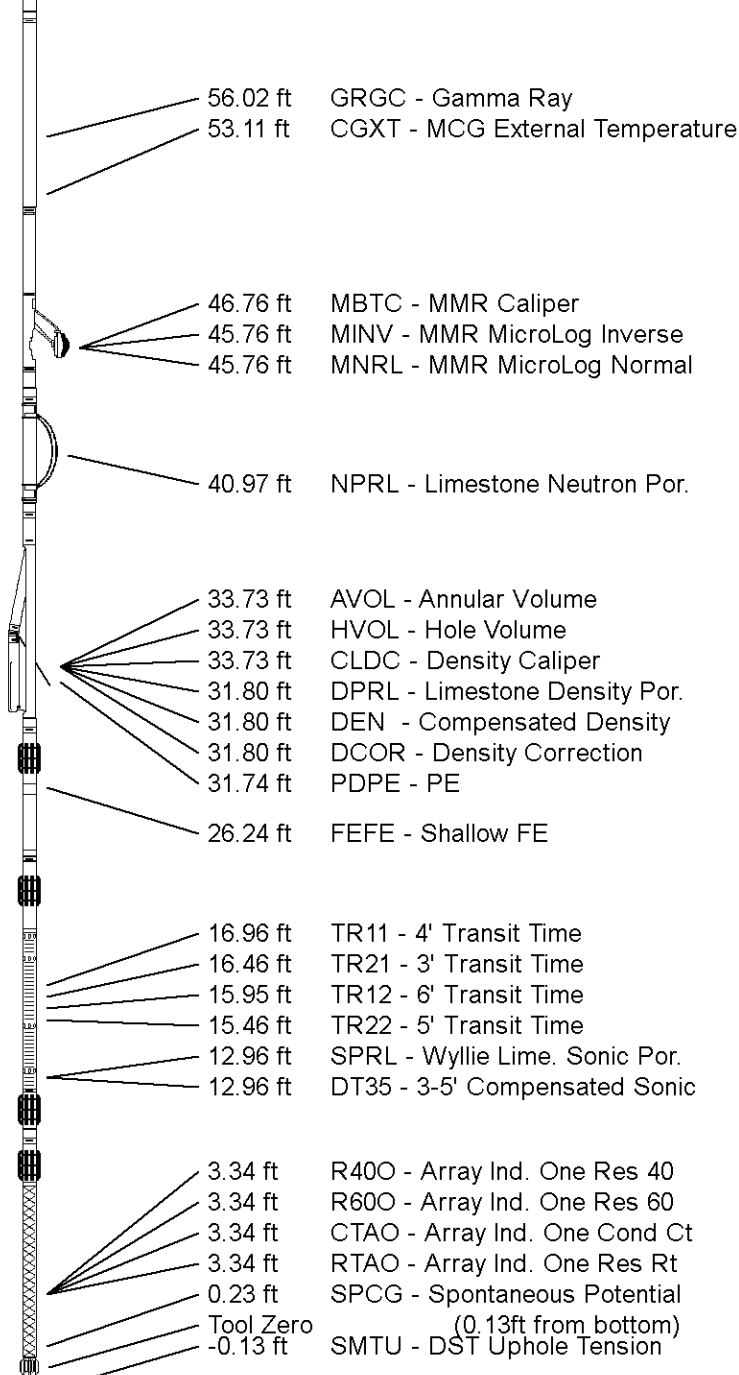 56.02 ft GRGC - Gamma Ray
53.11 ft CGXT - MCG External Temperature
46.76 ft MBTC - MMR Caliper
45.76 ft MINV - MMR MicroLog Inverse
45.76 ft MNRL - MMR MicroLog Normal
40.97 ft NPRL - Limestone Neutron Por.
33.73 ft AVOL - Annular Volume
33.73 ft HVOL - Hole Volume
33.73 ft CLDC - Density Caliper
31.80 ft DPRL - Limestone Density Por.
31.80 ft DEN - Compensated Density
31.80 ft DCOR - Density Correction
31.74 ft PDPE - PE
26.24 ft FEFE - Shallow FE
16.96 ft TR11 - 4' Transit Time
16.46 ft TR21 - 3' Transit Time
15.95 ft TR12 - 6' Transit Time
15.46 ft TR22 - 5' Transit Time
12.96 ft SPRL - Wyllie Lime. Sonic Por.
12.96 ft DT35 - 3-5' Compensated Sonic
3.34 ft R40O - Array Ind. One Res 40
3.34 ft R60O - Array Ind. One Res 60
3.34 ft CTAO - Array Ind. One Cond Ct
3.34 ft RTAO - Array Ind. One Res Rt
0.23 ft SPCG - Spontaneous Potential
Tool Zero (0.13ft from bottom)
-0.13 ft SMTU - DST Uphole Tension